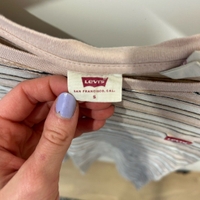 LEVI'S
SAN FRANCISCO, CAL.